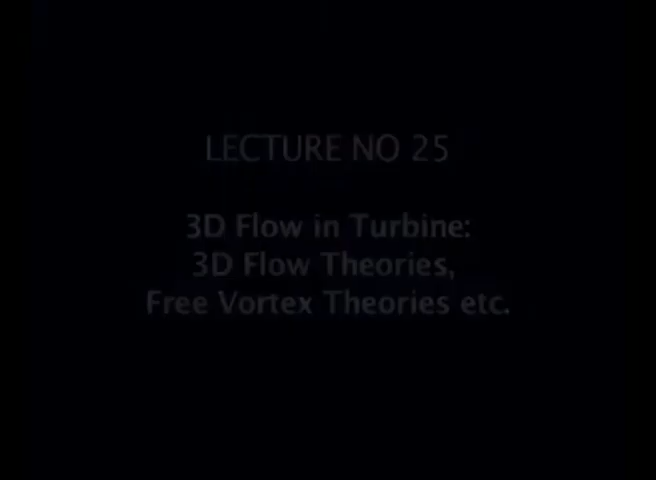 LECTURE NO 25
3D Flow in Turbine:
3D Flow Theories,
Free Vortex Theories etc.